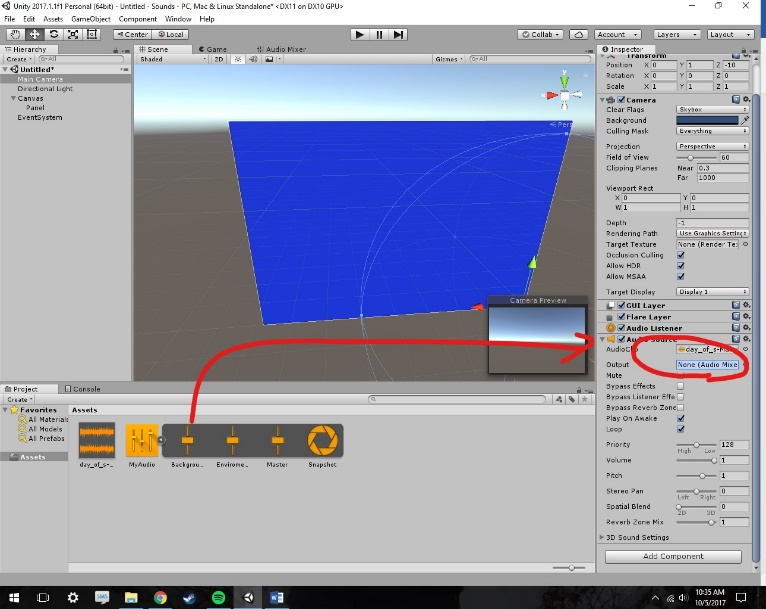 Unity 2017.1.1f1 Personal (64bit) - Untitled - Sounds - PC, Mac & Linux Standalone* <DX11 on DX10 GPU>
File Edit Assets GameObject Component Window Help
Center Local Collab Account Layers Layout
Hierarchy
Create All
Untitled*
Main Camera
Directional Light
Canvas
Panel
EventSystem
Scene Game Audio Mixer
Shaded 2D Gizmos All
Pers
Camera Preview
Inspector
Transform
Position X 0 Y 1 Z -10
Rotation X 0 Y 0 Z 0
Scale X 1 Y 1 Z 1
Camera
Clear Flags Skybox
Background
Culling Mask Everything
Projection Perspective
Field of View 60
Clipping Planes Near 0.3
Far 1000
Viewport Rect
X 0 Y 0
W 1 H 1
Depth -1
Rendering Path Use Graphics Setting
Target Texture None (Render Te:
Occlusion Culling
Allow HDR
Allow MSAA
Target Display Display 1
GUI Layer
Flare Layer
Audio Listener
Audio Source
AudioClip day_of_s-
Output None (Audio Mixe
Mute
Bypass Effects
Bypass Listener Effe
Bypass Reverb Zone
Play On Awake
Loop
Priority 128
High Low
Volume 1
Pitch 1
Stereo Pan 0
Left Right
Spatial Blend 0
2D 3D
Reverb Zone Mix 1
3D Sound Settings
Add Component
Project Console
Create
Favorites
All Material
All Models
All Prefabs
Assets
Assets
day_of_s-... MyAudio Backgrou... Envirome... Master Snapshot
10:35 AM
10/5/2017